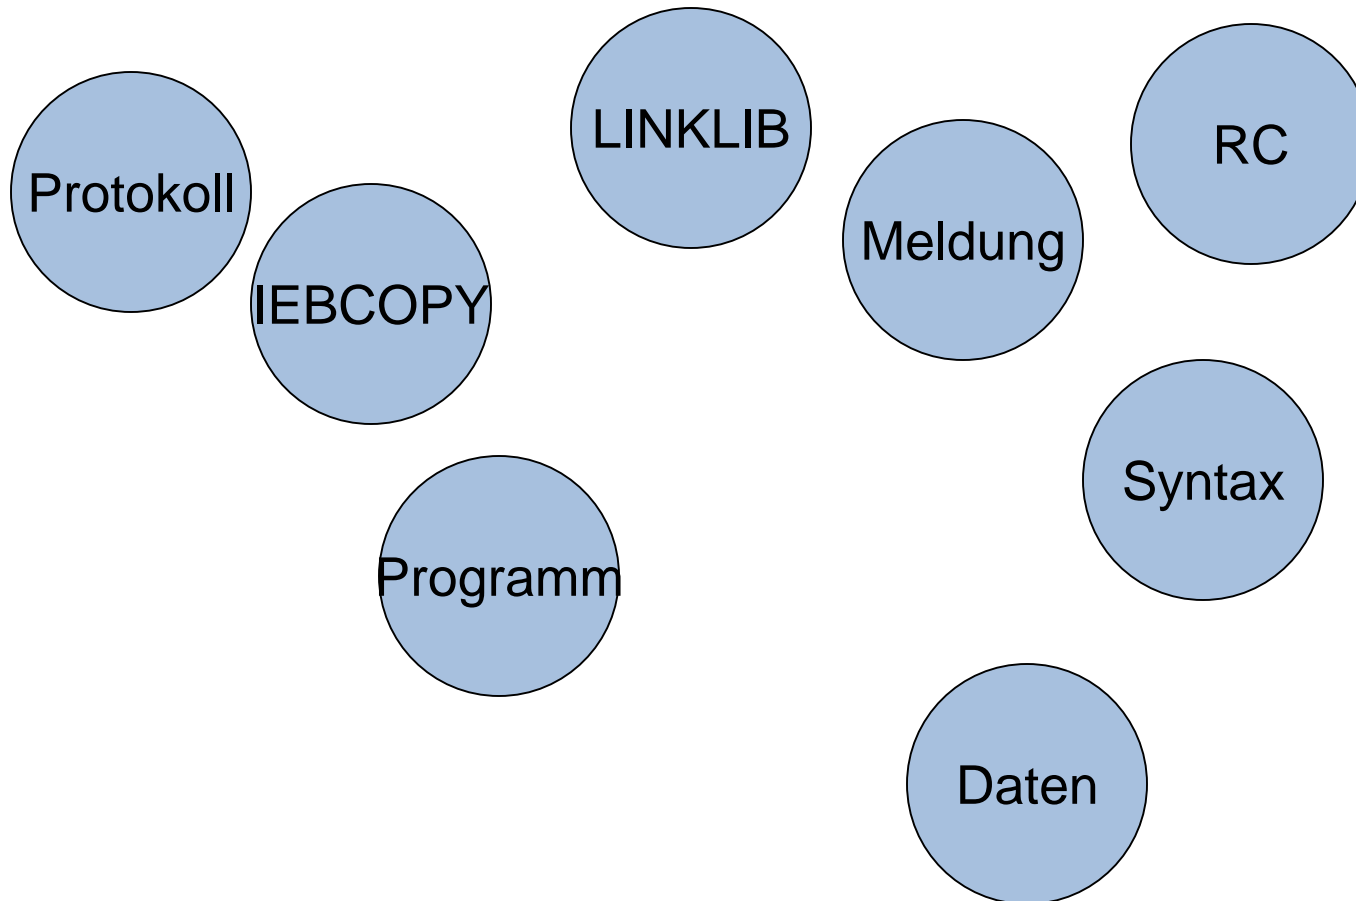 LINKLIB
RC
Protokoll
Meldung
IEBCOPY
Syntax
Programm
Daten